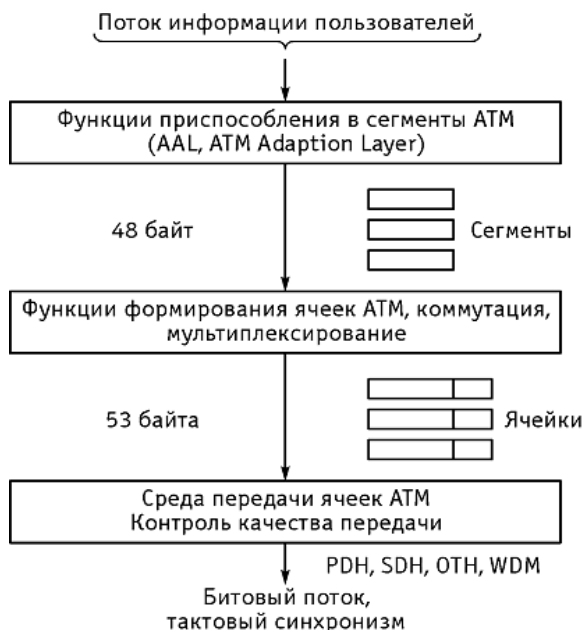 Поток информации пользователей
Функции приспособления в сегменты АТМ
(AAL, ATM Adaption Layer)
48 байт
Сегменты
Функции формирования ячеек АТМ, коммутация,
мультиплексирование
53 байта
Ячейки
Среда передачи ячеек АТМ
Контроль качества передачи
PDH, SDH, OTH, WDM
Битовый поток,
тактовый синхронизм